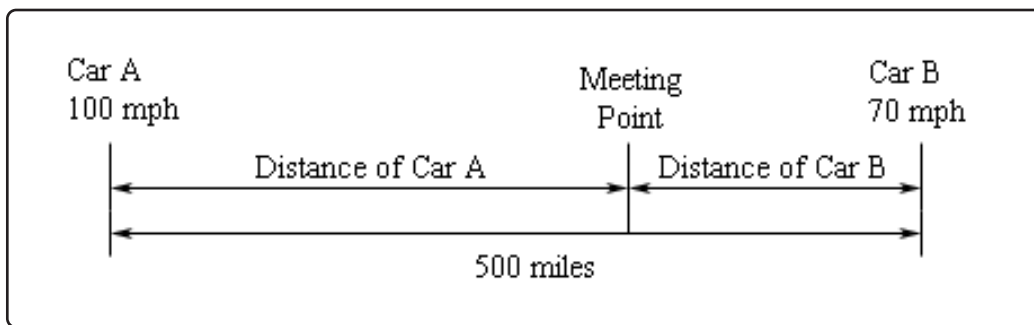 Car A
100 mph
Meeting
Point
Car B
70 mph
Distance of Car A
Distance of Car B
500 miles